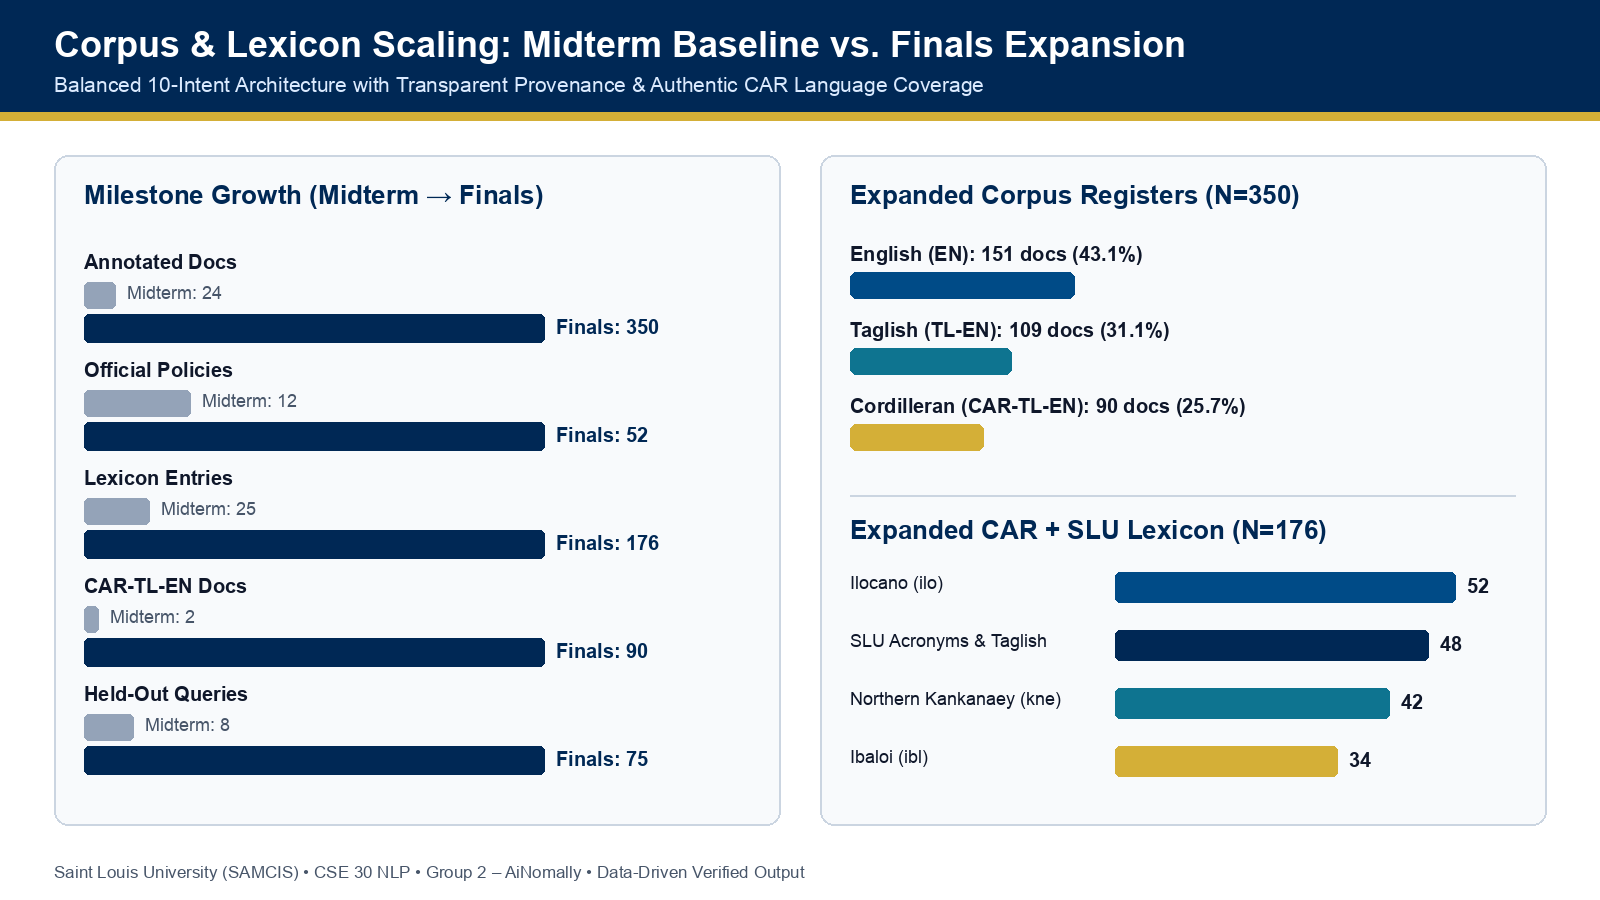 Corpus & Lexicon Scaling: Midterm Baseline vs. Finals Expansion
Balanced 10-Intent Architecture with Transparent Provenance & Authentic CAR Language Coverage
Milestone Growth (Midterm → Finals)
Annotated Docs
Midterm: 24
Finals: 350
Official Policies
Midterm: 12
Finals: 52
Lexicon Entries
Midterm: 25
Finals: 176
CAR-TL-EN Docs
Midterm: 2
Finals: 90
Held-Out Queries
Midterm: 8
Finals: 75
Expanded Corpus Registers (N=350)
English (EN): 151 docs (43.1%)
Taglish (TL-EN): 109 docs (31.1%)
Cordilleran (CAR-TL-EN): 90 docs (25.7%)
Expanded CAR + SLU Lexicon (N=176)
Ilocano (ilo) 52
SLU Acronyms & Taglish 48
Northern Kankanaey (kne) 42
Ibaloi (ibl) 34
Saint Louis University (SAMCIS) • CSE 30 NLP • Group 2 – AiNomally • Data-Driven Verified Output